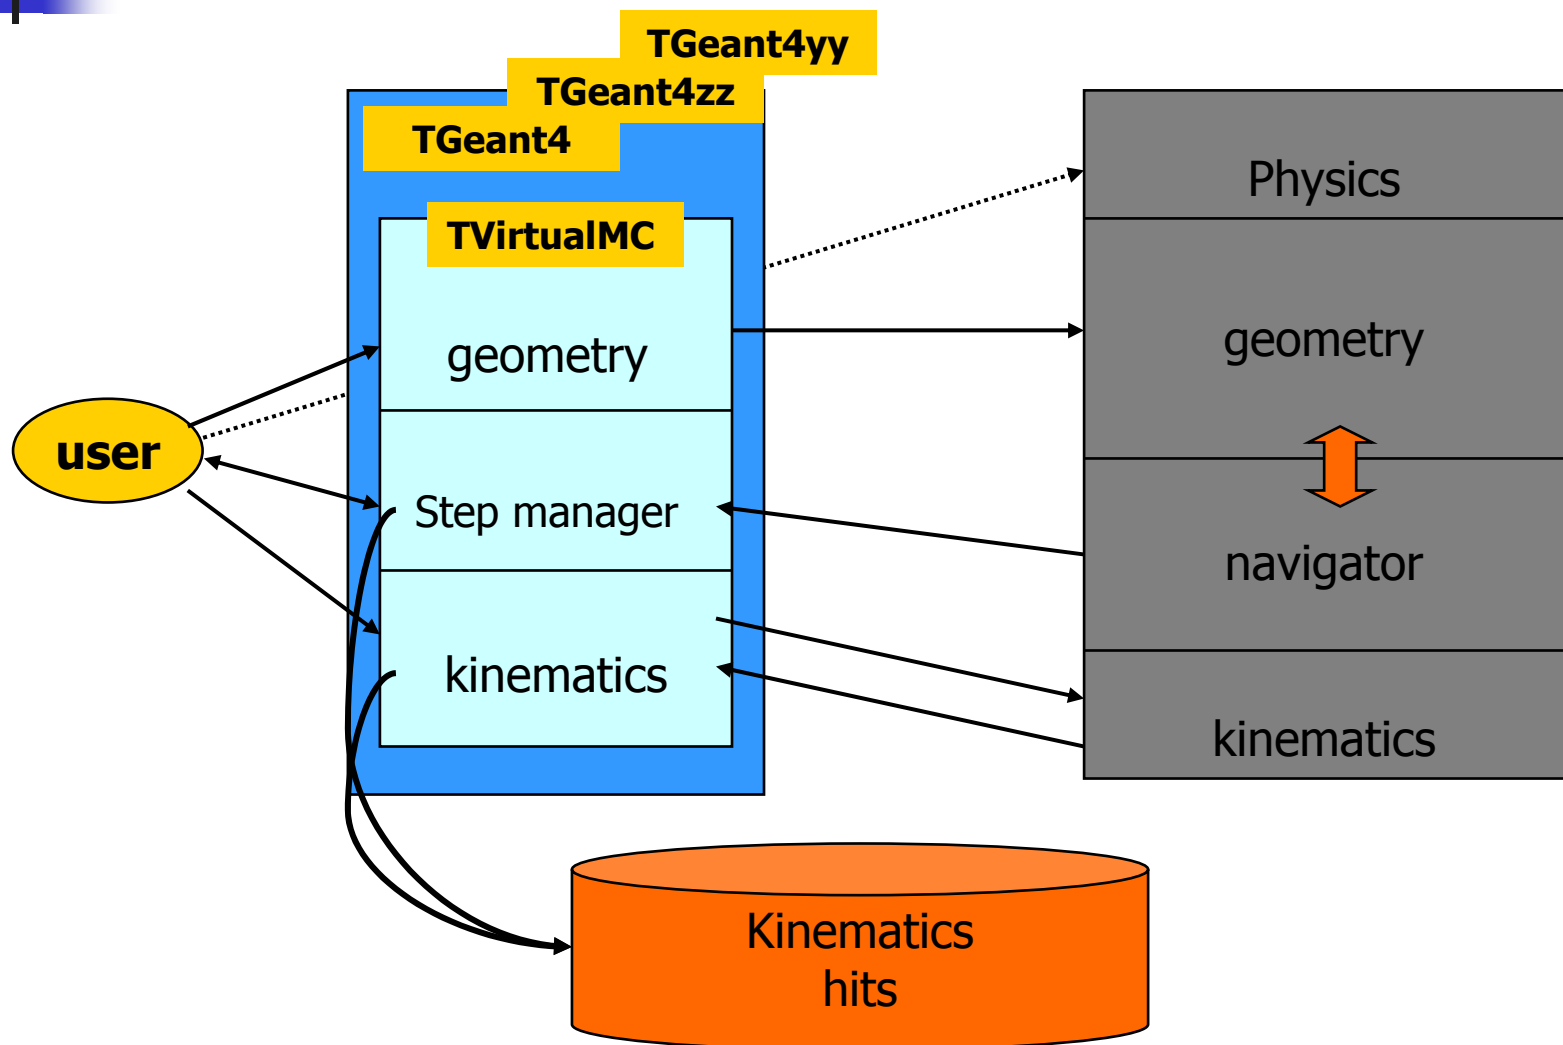 TGeant4yy
TGeant4zz
TGeant4
TVirtualMC
geometry
Step manager
kinematics
user
Physics
geometry
navigator
kinematics
Kinematics
hits